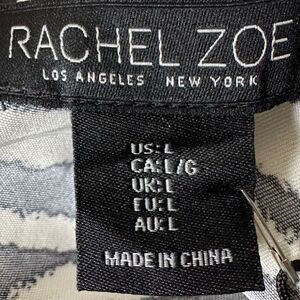 RACHEL ZOE
LOS ANGELES NEW YORK
US: L
CA: L/G
UK: L
EU: L
AU: L
MADE IN CHINA